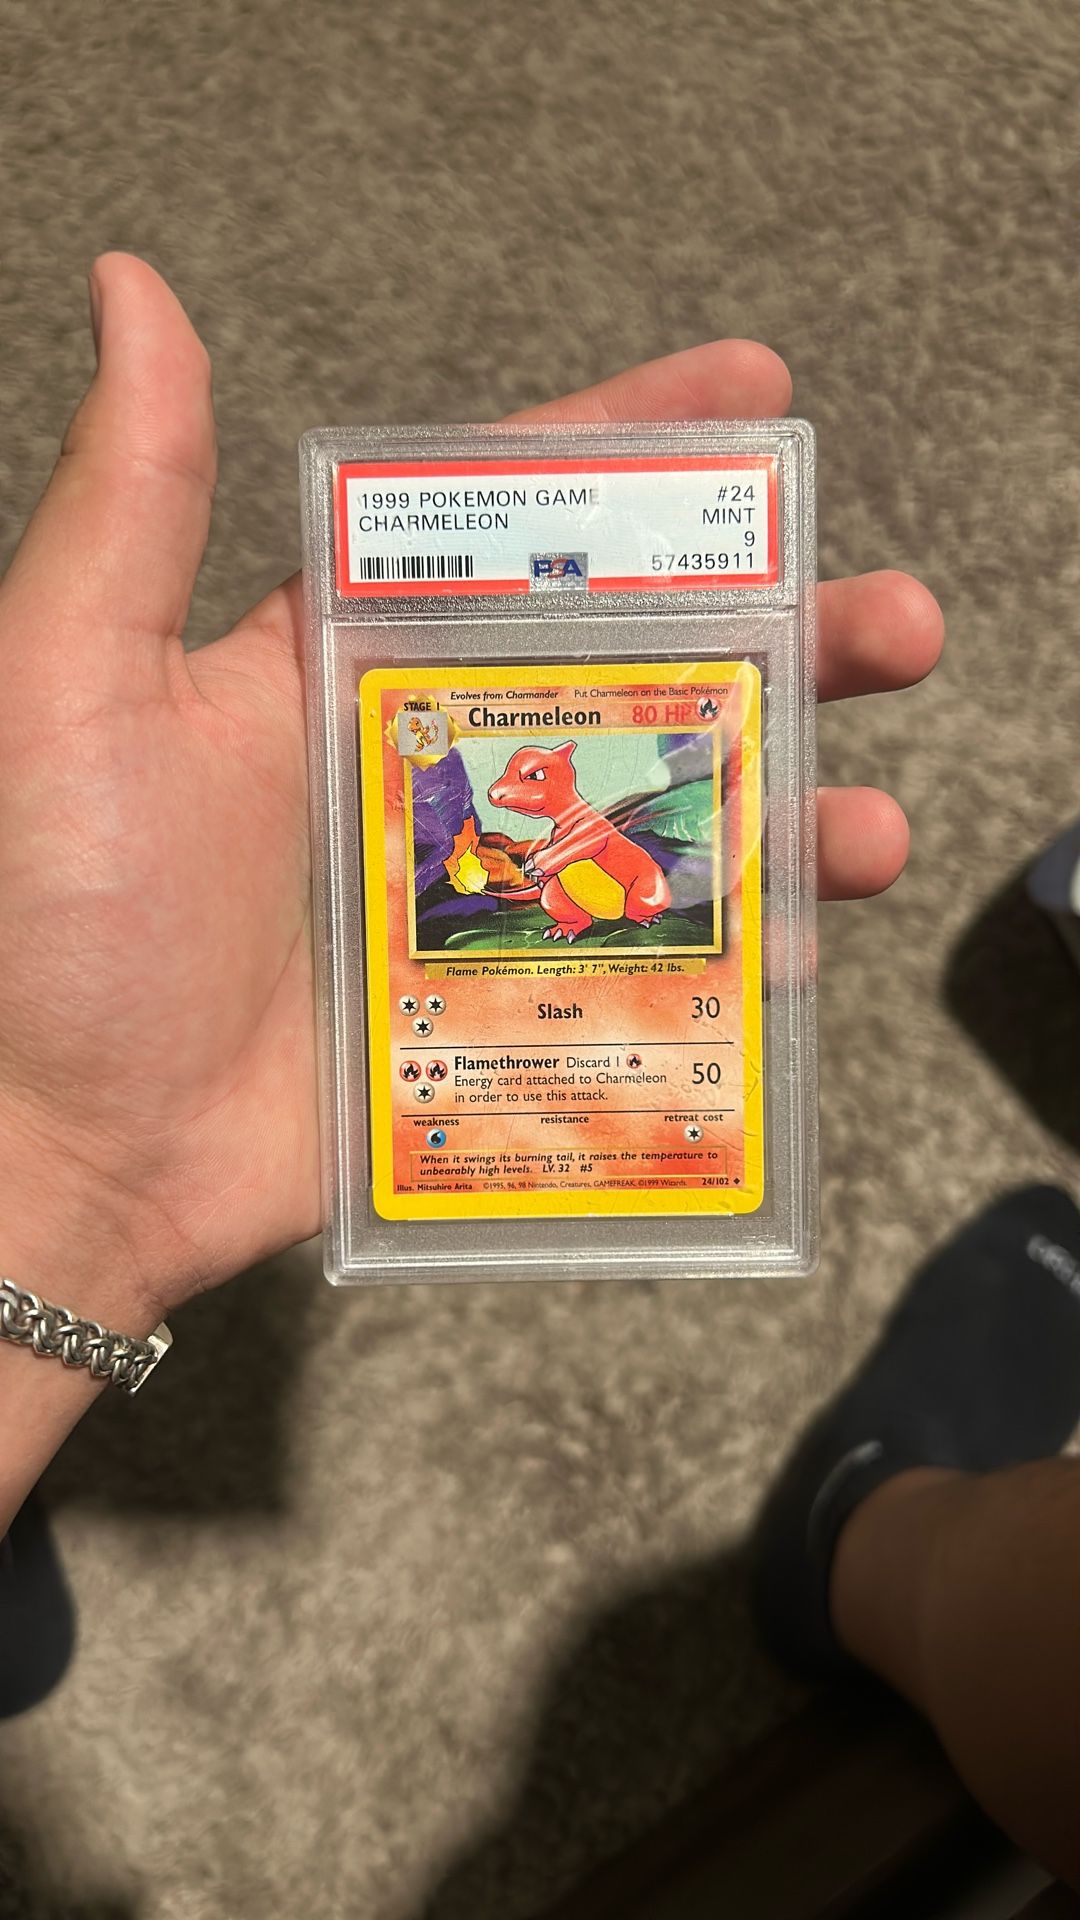 1999 POKEMON GAME #24
CHARMELEON MINT
9
PSA 57435911
Evolves from Charmander Put Charmeleon on the Basic Pokémon
STAGE 1
Charmeleon 80 HP
Flame Pokémon. Length: 3' 7", Weight: 42 lbs.
Slash 30
Flamethrower Discard 1
Energy card attached to Charmeleon
in order to use this attack.
50
weakness resistance retreat cost
When it swings its burning tail, it raises the temperature to
unbearably high levels. LV. 32 #5
Illus. Mitsuhiro Arita ©1995, 96, 98 Nintendo, Creatures, GAMEFREAK. ©1999 Wizards. 24/102